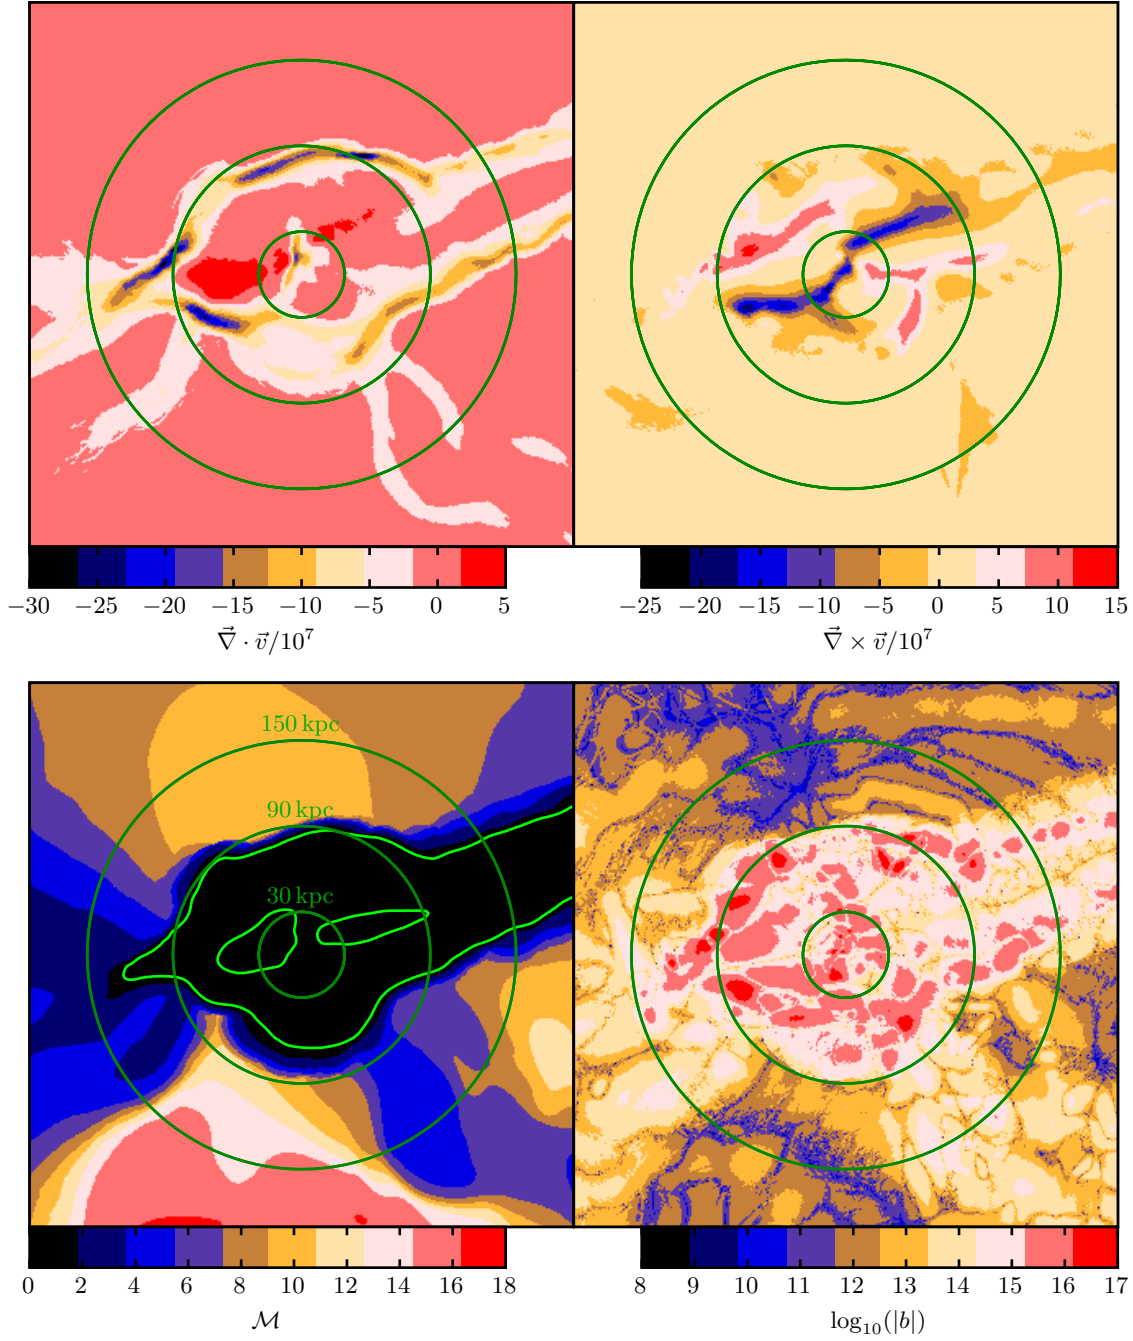 −30 −25 −20 −15 −10 −5 0 5
∇⃗ · v⃗/10⁷
−25 −20 −15 −10 −5 0 5 10 15
∇⃗ × v⃗/10⁷
150 kpc
90 kpc
30 kpc
0 2 4 6 8 10 12 14 16 18
ℳ
8 9 10 11 12 13 14 15 16 17
log₁₀(|b|)